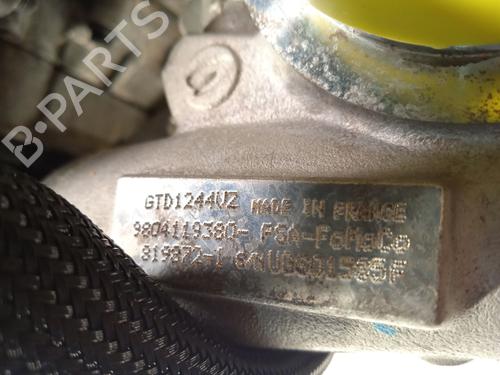 B-PARTS
GTD1244VZ MADE IN FRANCE
9804119380- PSA-FoMoCo
819872-1